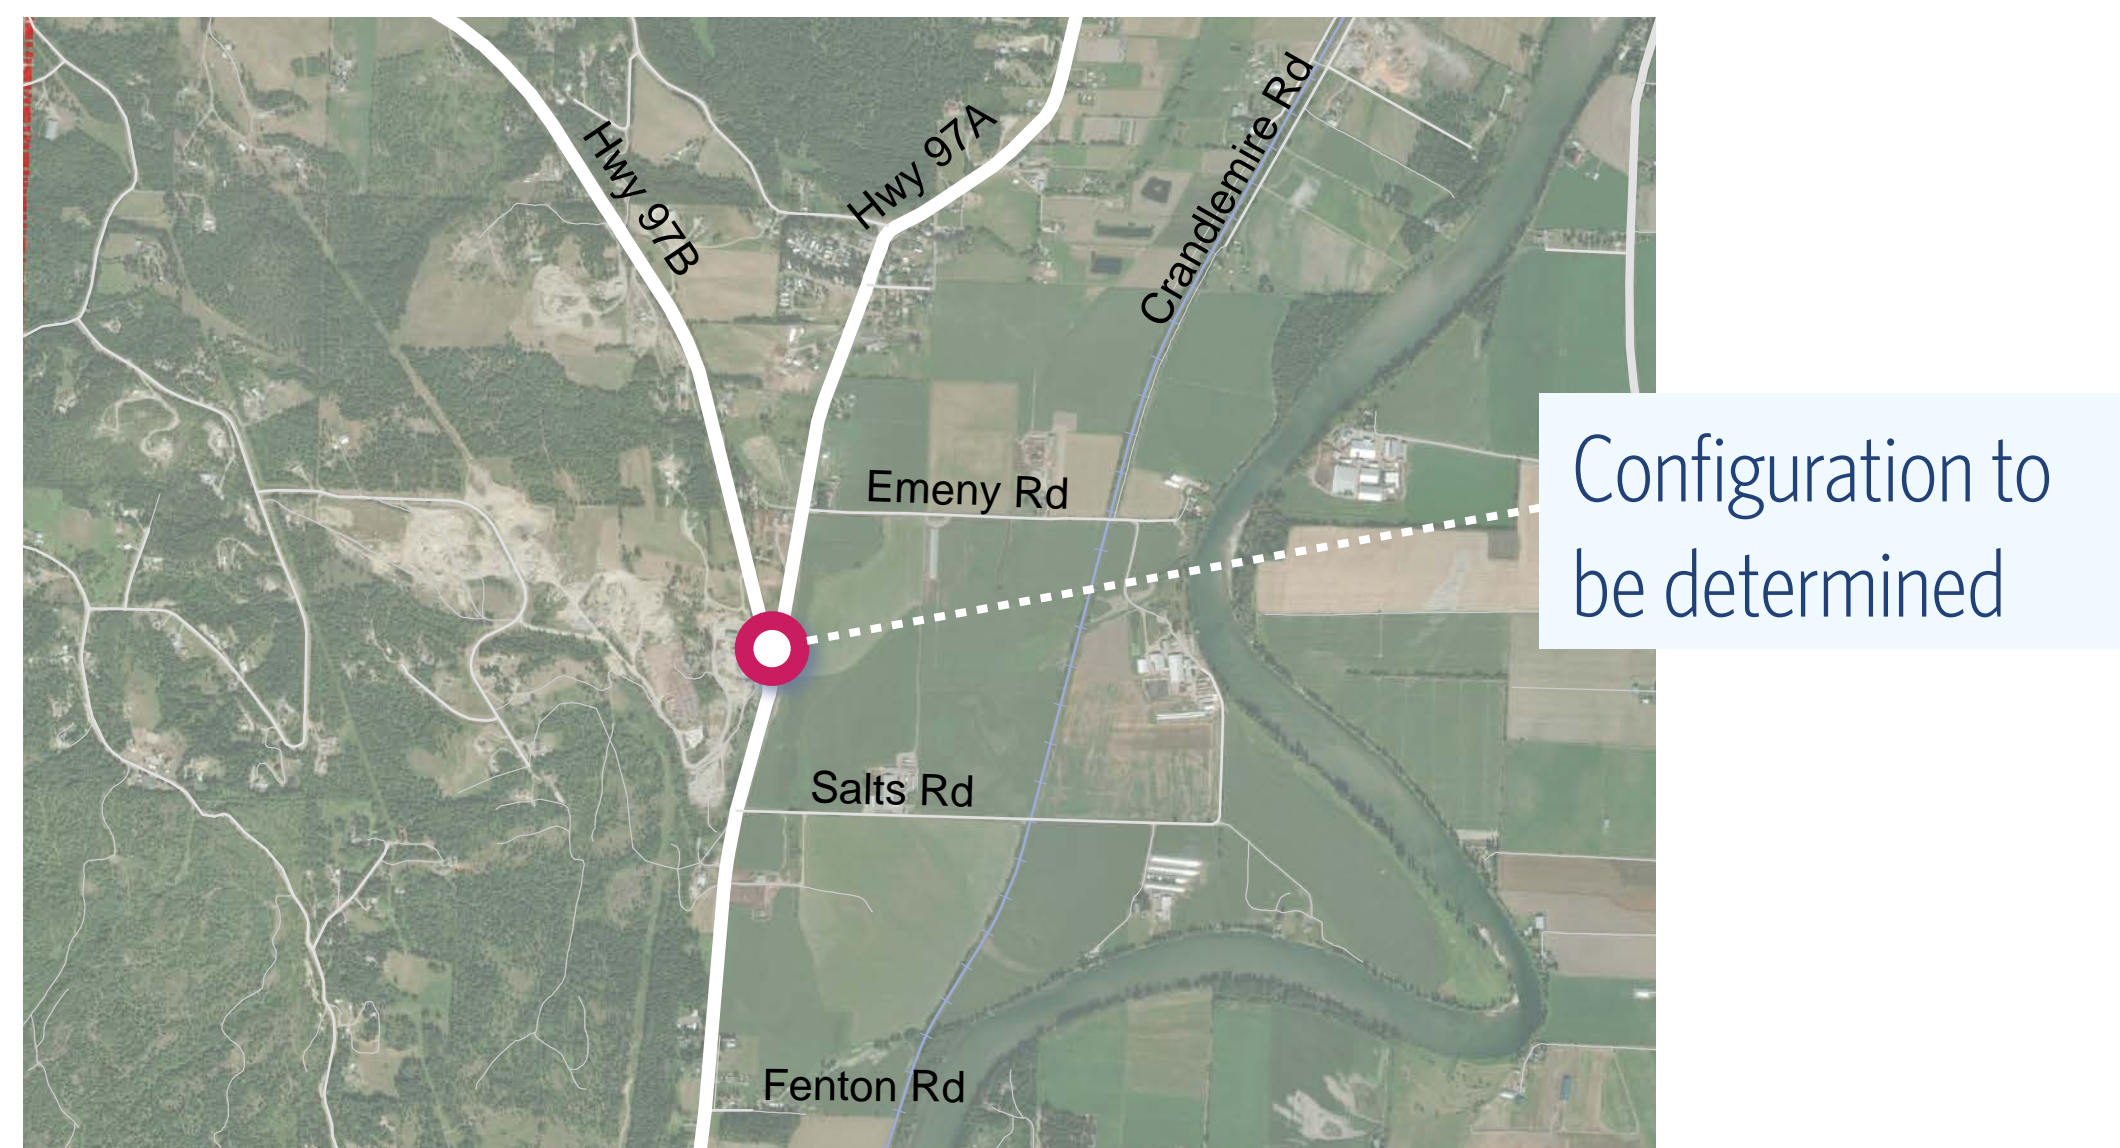 Hwy 97B
Hwy 97A
Crandlemire Rd
Emeny Rd
Configuration to
be determined
Salts Rd
Fenton Rd